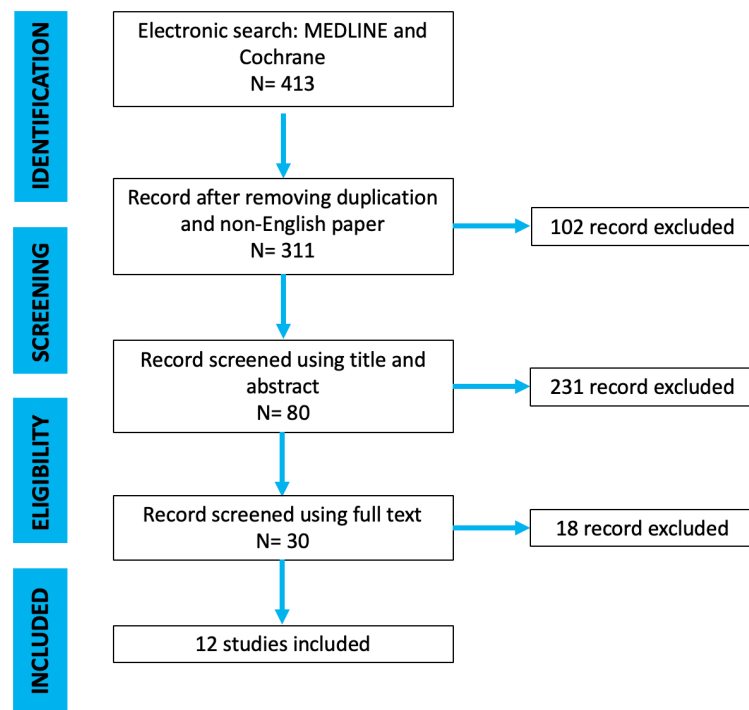 IDENTIFICATION
Electronic search: MEDLINE and
Cochrane
N= 413
Record after removing duplication
and non-English paper
N= 311
102 record excluded
SCREENING
Record screened using title and
abstract
N= 80
231 record excluded
ELIGIBILITY
Record screened using full text
N= 30
18 record excluded
INCLUDED
12 studies included